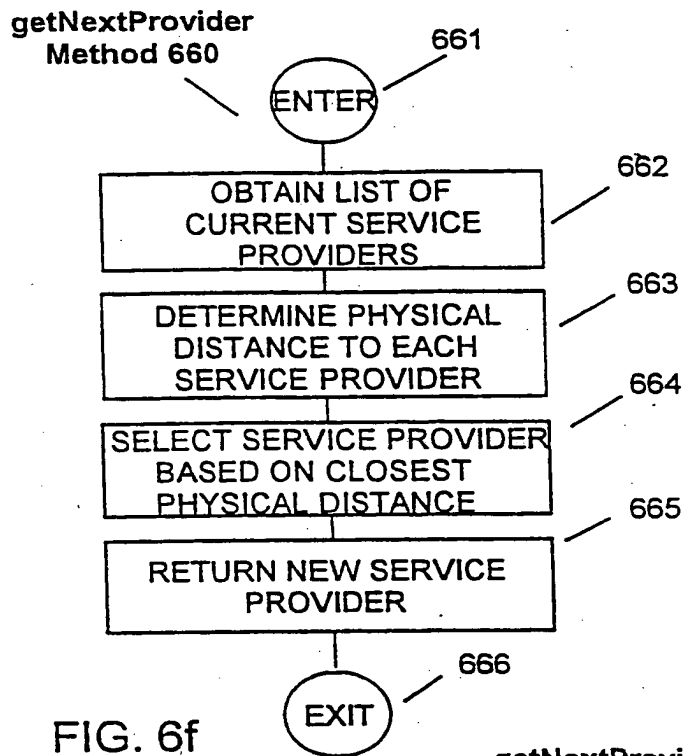 getNextProvider
Method 660
661
ENTER
662
OBTAIN LIST OF
CURRENT SERVICE
PROVIDERS
663
DETERMINE PHYSICAL
DISTANCE TO EACH
SERVICE PROVIDER
664
SELECT SERVICE PROVIDER
BASED ON CLOSEST
PHYSICAL DISTANCE
665
RETURN NEW SERVICE
PROVIDER
666
EXIT
FIG. 6f